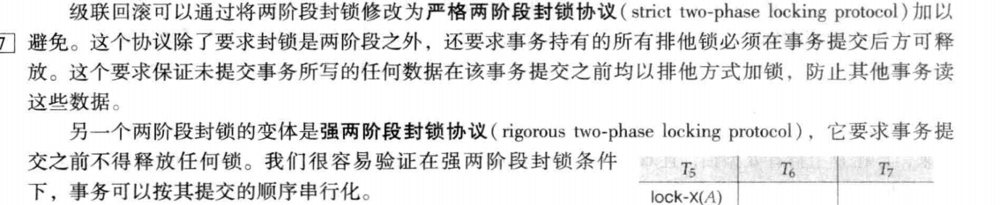 级联回滚可以通过将两阶段封锁修改为严格两阶段封锁协议(strict two-phase locking protocol)加以
7 避免。这个协议除了要求封锁是两阶段之外，还要求事务持有的所有排他锁必须在事务提交后方可释
放。这个要求保证未提交事务所写的任何数据在该事务提交之前均以排他方式加锁，防止其他事务读
这些数据。
另一个两阶段封锁的变体是强两阶段封锁协议(rigorous two-phase locking protocol)，它要求事务提
交之前不得释放任何锁。我们很容易验证在强两阶段封锁条件
下，事务可以按其提交的顺序串行化。
T5 T6 T7
lock-X(A)